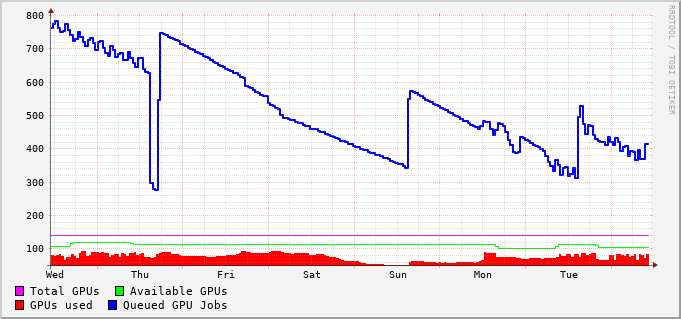 800
700
600
500
400
300
200
100
Wed Thu Fri Sat Sun Mon Tue
Total GPUs Available GPUs
GPUs used Queued GPU Jobs
RRDTOOL / TOBI OETIKER